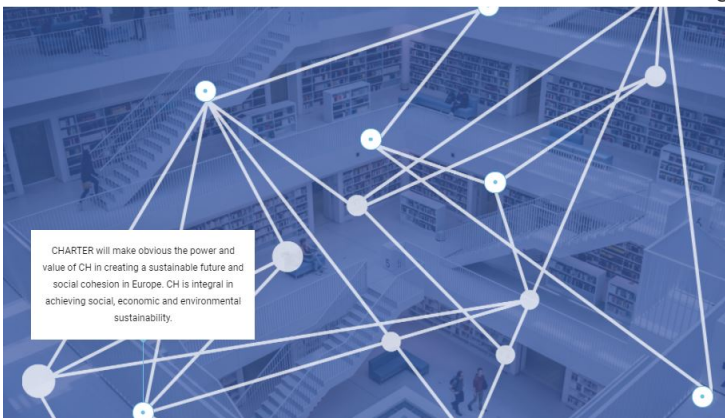 CHARTER will make obvious the power and
value of CH in creating a sustainable future and
social cohesion in Europe. CH is integral in
achieving social, economic and environmental
sustainability.